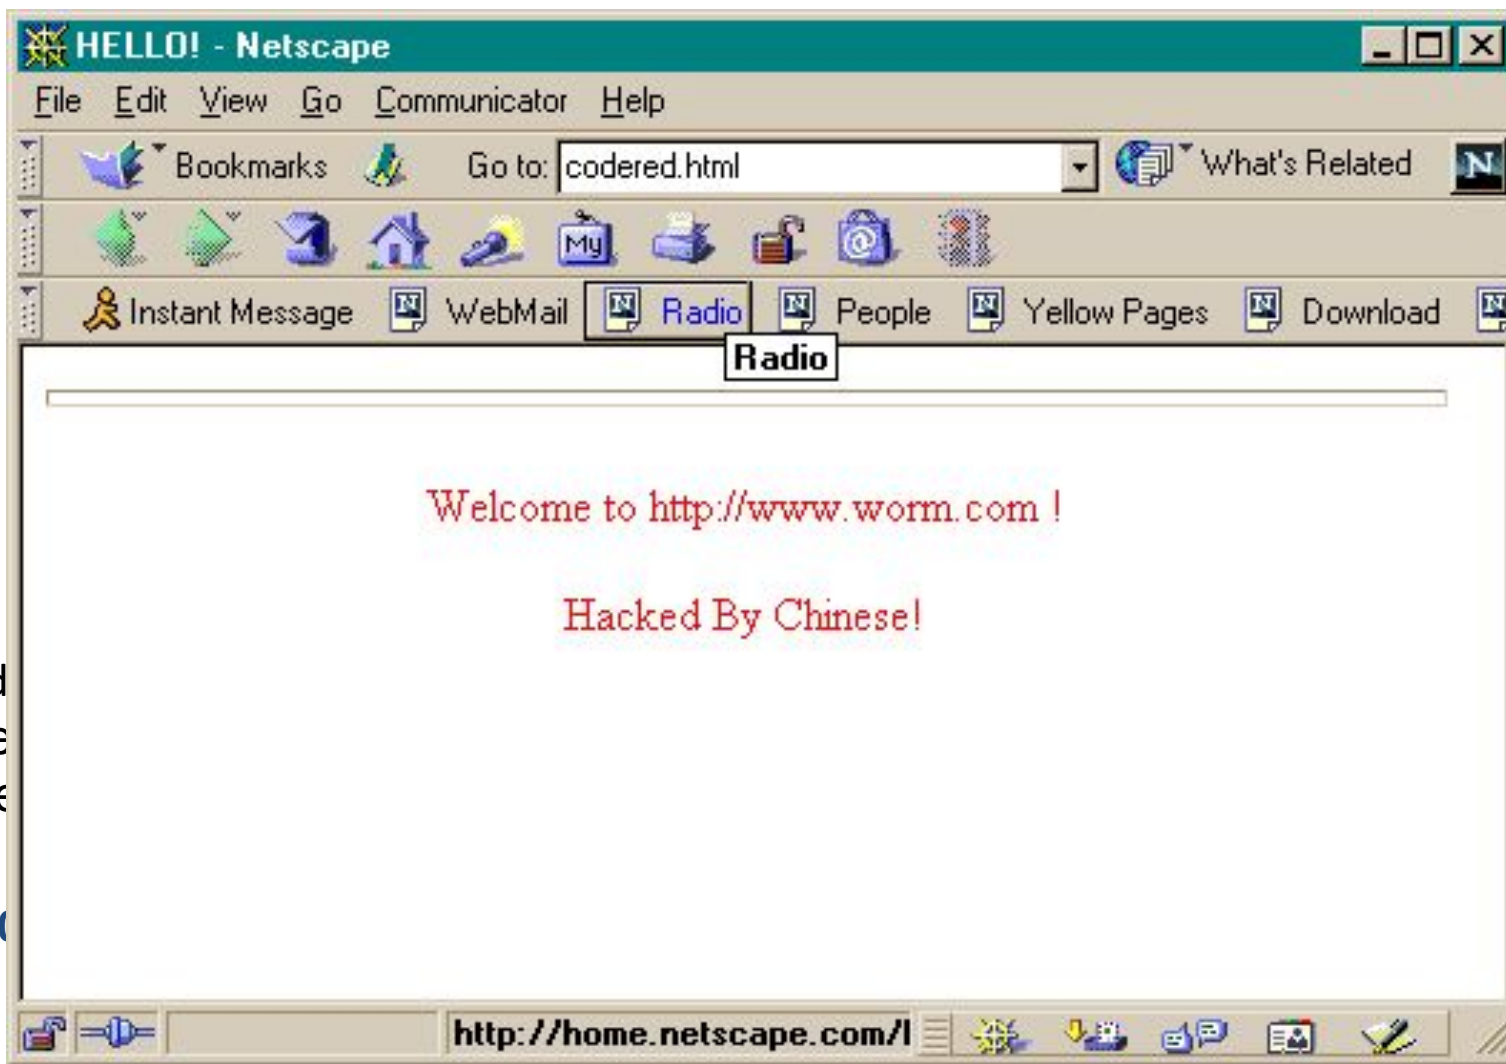 HELLO! - Netscape
File Edit View Go Communicator Help
Bookmarks Go to: codered.html What's Related N
My
Instant Message N WebMail N Radio N People N Yellow Pages N Download N
Radio
Welcome to http://www.worm.com !
Hacked By Chinese!
http://home.netscape.com/